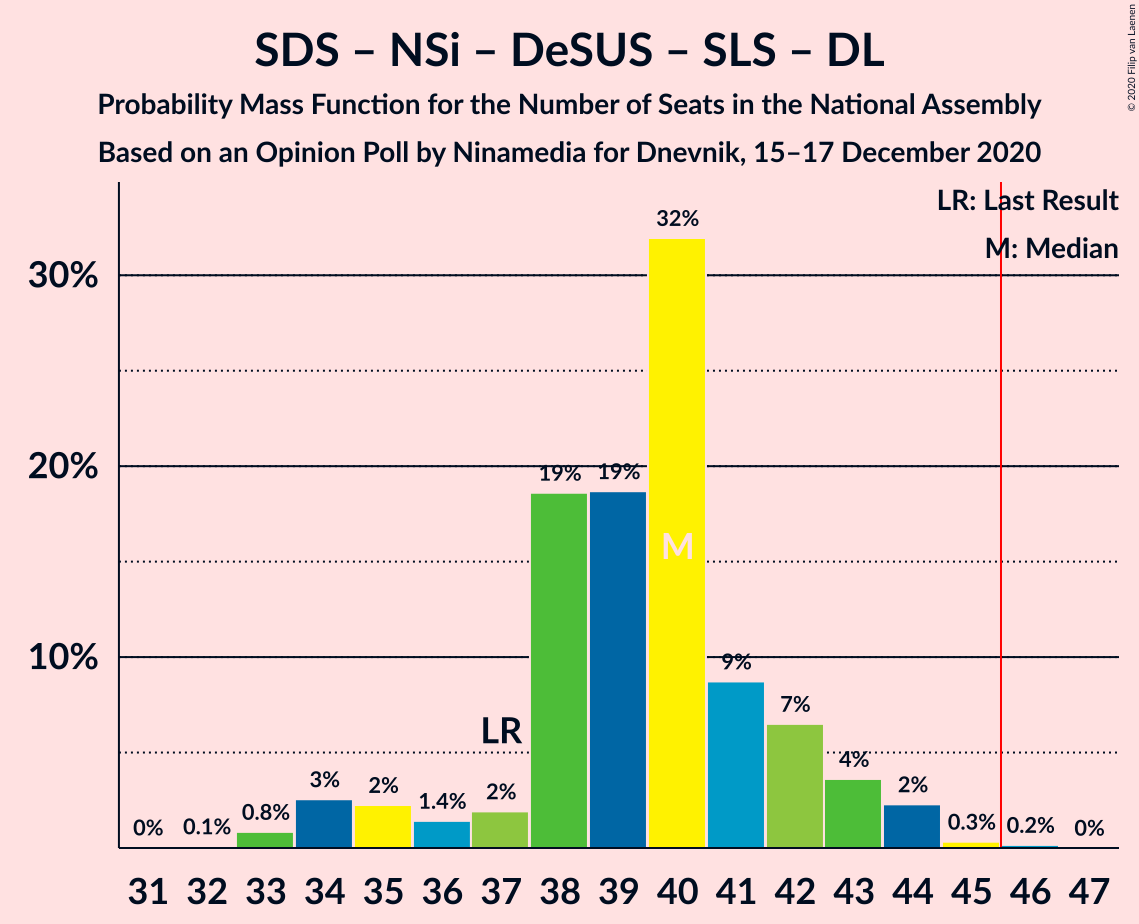 SDS – NSi – DeSUS – SLS – DL
Probability Mass Function for the Number of Seats in the National Assembly
Based on an Opinion Poll by Ninamedia for Dnevnik, 15–17 December 2020
© 2020 Filip van Laenen
LR: Last Result
M: Median
30%
20%
10%
0%
0.1%
0.8%
3%
2%
1.4%
2%
19%
19%
32%
9%
7%
4%
2%
0.3%
0.2%
0%
LR
M
31 32 33 34 35 36 37 38 39 40 41 42 43 44 45 46 47